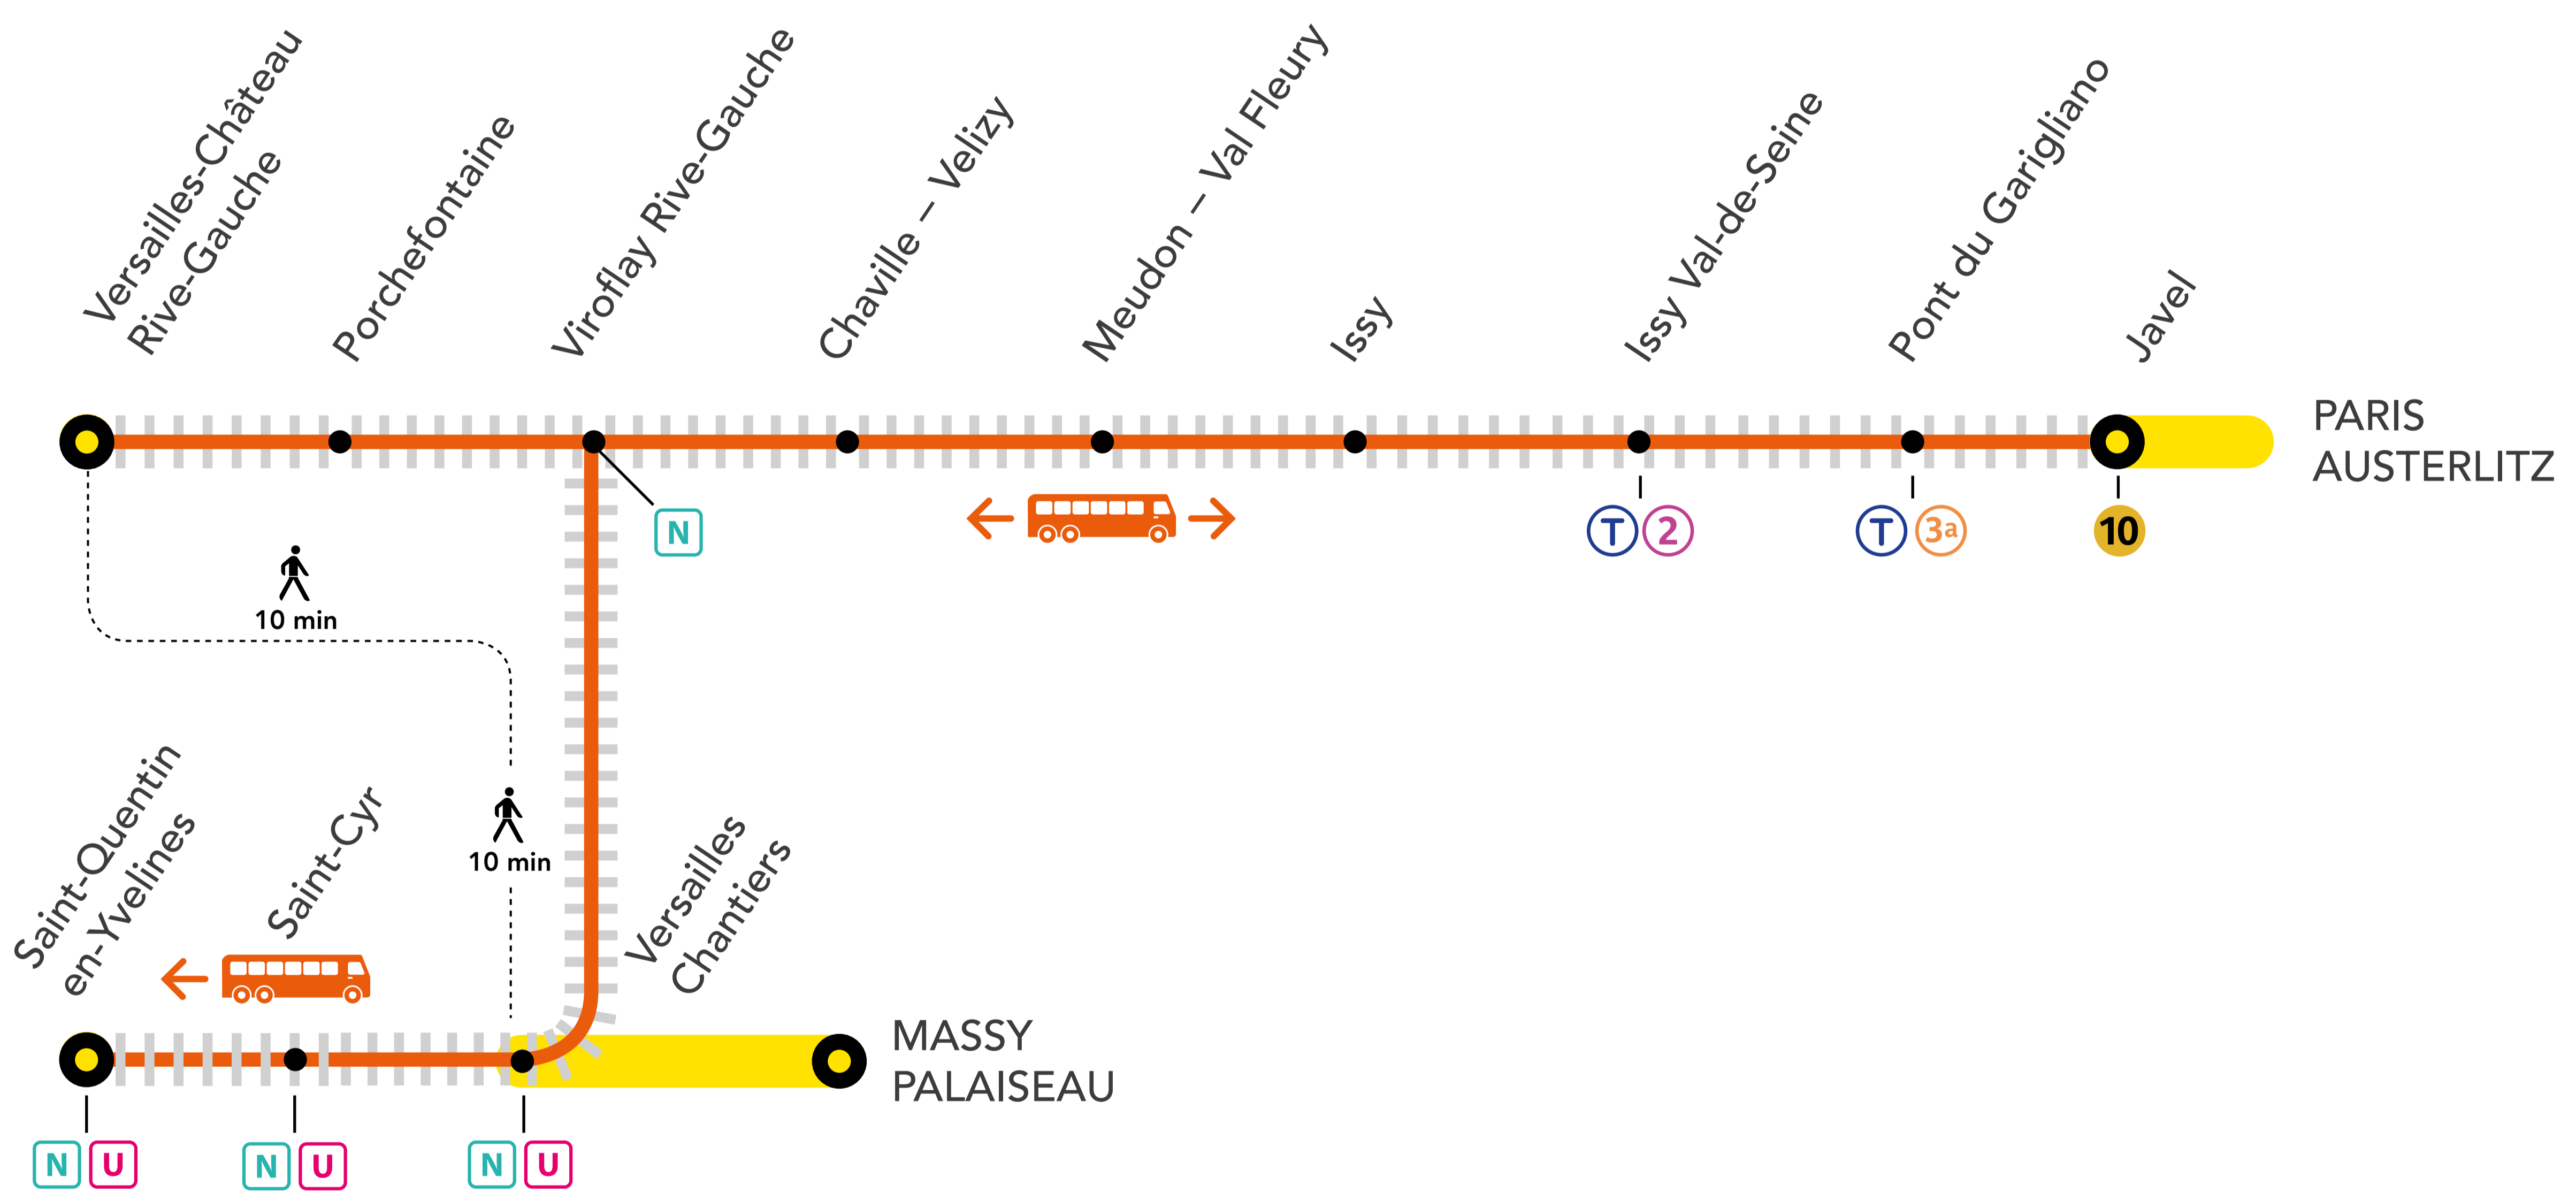 Versailles-Château
Rive-Gauche
Porchefontaine
Viroflay Rive-Gauche
Chaville – Velizy
Meudon – Val Fleury
Issy
Issy Val-de-Seine
Pont du Garigliano
Javel
PARIS
AUSTERLITZ
N
T 2
T 3a
10
10 min
10 min
Saint-Quentin
en-Yvelines
Saint-Cyr
Versailles
Chantiers
MASSY
PALAISEAU
N U
N U
N U